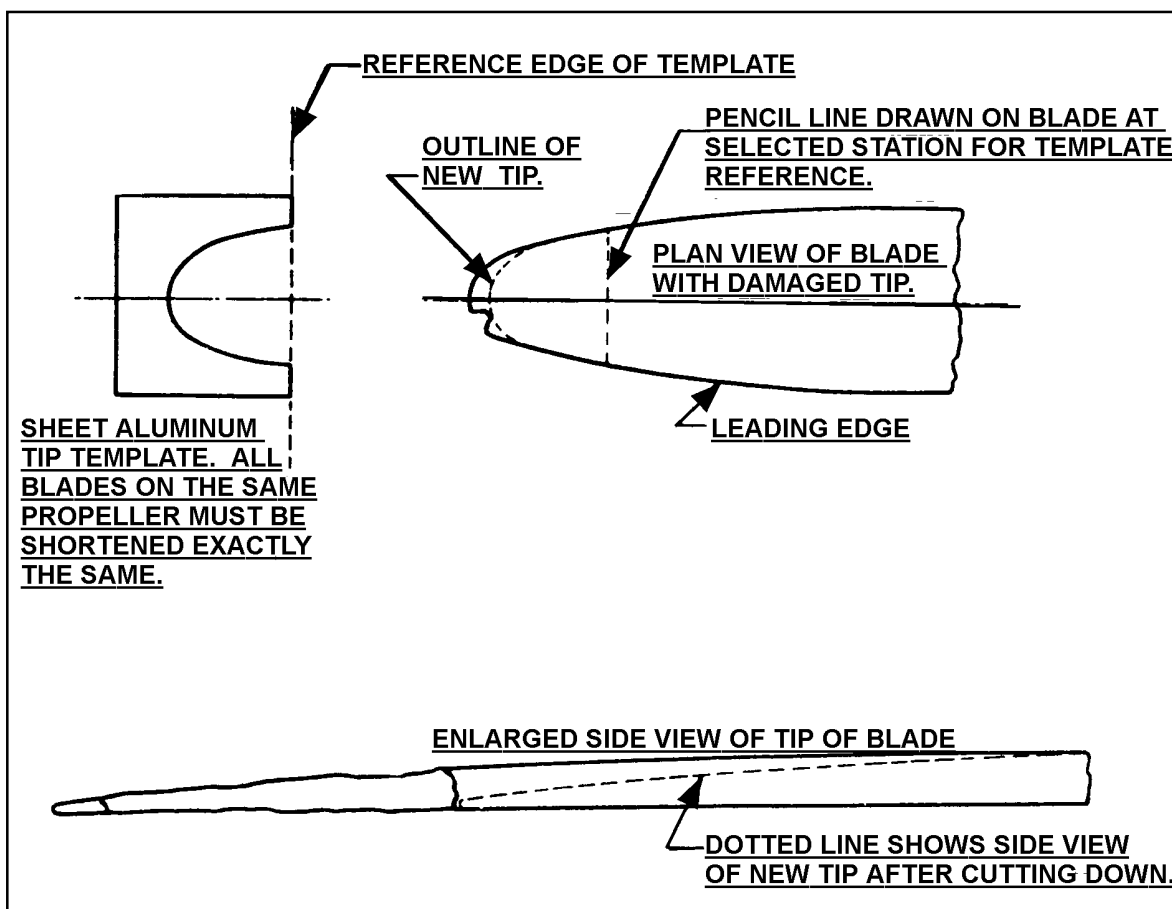 REFERENCE EDGE OF TEMPLATE
OUTLINE OF
NEW TIP.
PENCIL LINE DRAWN ON BLADE AT
SELECTED STATION FOR TEMPLATE
REFERENCE.
PLAN VIEW OF BLADE
WITH DAMAGED TIP.
LEADING EDGE
SHEET ALUMINUM
TIP TEMPLATE. ALL
BLADES ON THE SAME
PROPELLER MUST BE
SHORTENED EXACTLY
THE SAME.
ENLARGED SIDE VIEW OF TIP OF BLADE
DOTTED LINE SHOWS SIDE VIEW
OF NEW TIP AFTER CUTTING DOWN.